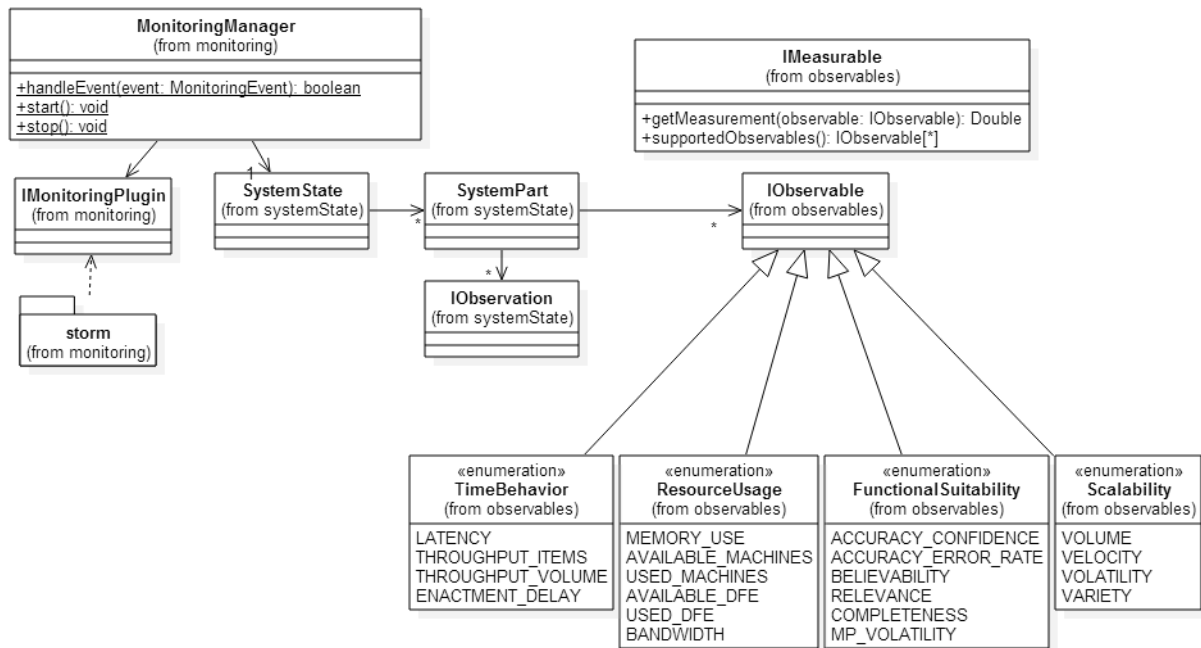 MonitoringManager
(from monitoring)
+handleEvent(event: MonitoringEvent): boolean
+start(): void
+stop(): void
IMeasurable
(from observables)
+getMeasurement(observable: IObservable): Double
+supportedObservables(): IObservable[*]
IMonitoringPlugin
(from monitoring)
1
SystemState
(from systemState)
*
SystemPart
(from systemState)
*
IObservable
(from observables)
*
IObservation
(from systemState)
storm
(from monitoring)
«enumeration»
TimeBehavior
(from observables)
LATENCY
THROUGHPUT_ITEMS
THROUGHPUT_VOLUME
ENACTMENT_DELAY
«enumeration»
ResourceUsage
(from observables)
MEMORY_USE
AVAILABLE_MACHINES
USED_MACHINES
AVAILABLE_DFE
USED_DFE
BANDWIDTH
«enumeration»
FunctionalSuitability
(from observables)
ACCURACY_CONFIDENCE
ACCURACY_ERROR_RATE
BELIEVABILITY
RELEVANCE
COMPLETENESS
MP_VOLATILITY
«enumeration»
Scalability
(from observables)
VOLUME
VELOCITY
VOLATILITY
VARIETY